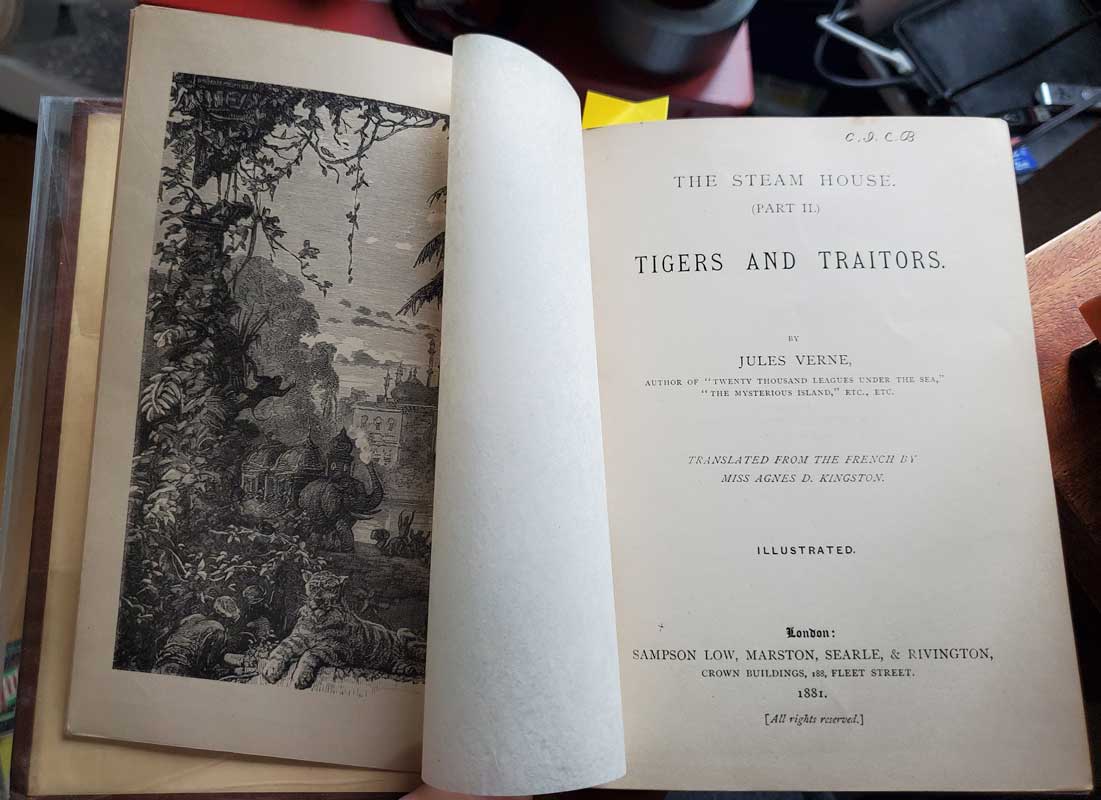 C. I. C. B
THE STEAM HOUSE.
(PART II.)
TIGERS AND TRAITORS.
BY
JULES VERNE,
AUTHOR OF "TWENTY THOUSAND LEAGUES UNDER THE SEA,"
"THE MYSTERIOUS ISLAND," ETC., ETC.
TRANSLATED FROM THE FRENCH BY
MISS AGNES D. KINGSTON.
ILLUSTRATED.
London:
SAMPSON LOW, MARSTON, SEARLE, & RIVINGTON,
CROWN BUILDINGS, 188, FLEET STREET.
1881.
[All rights reserved.]